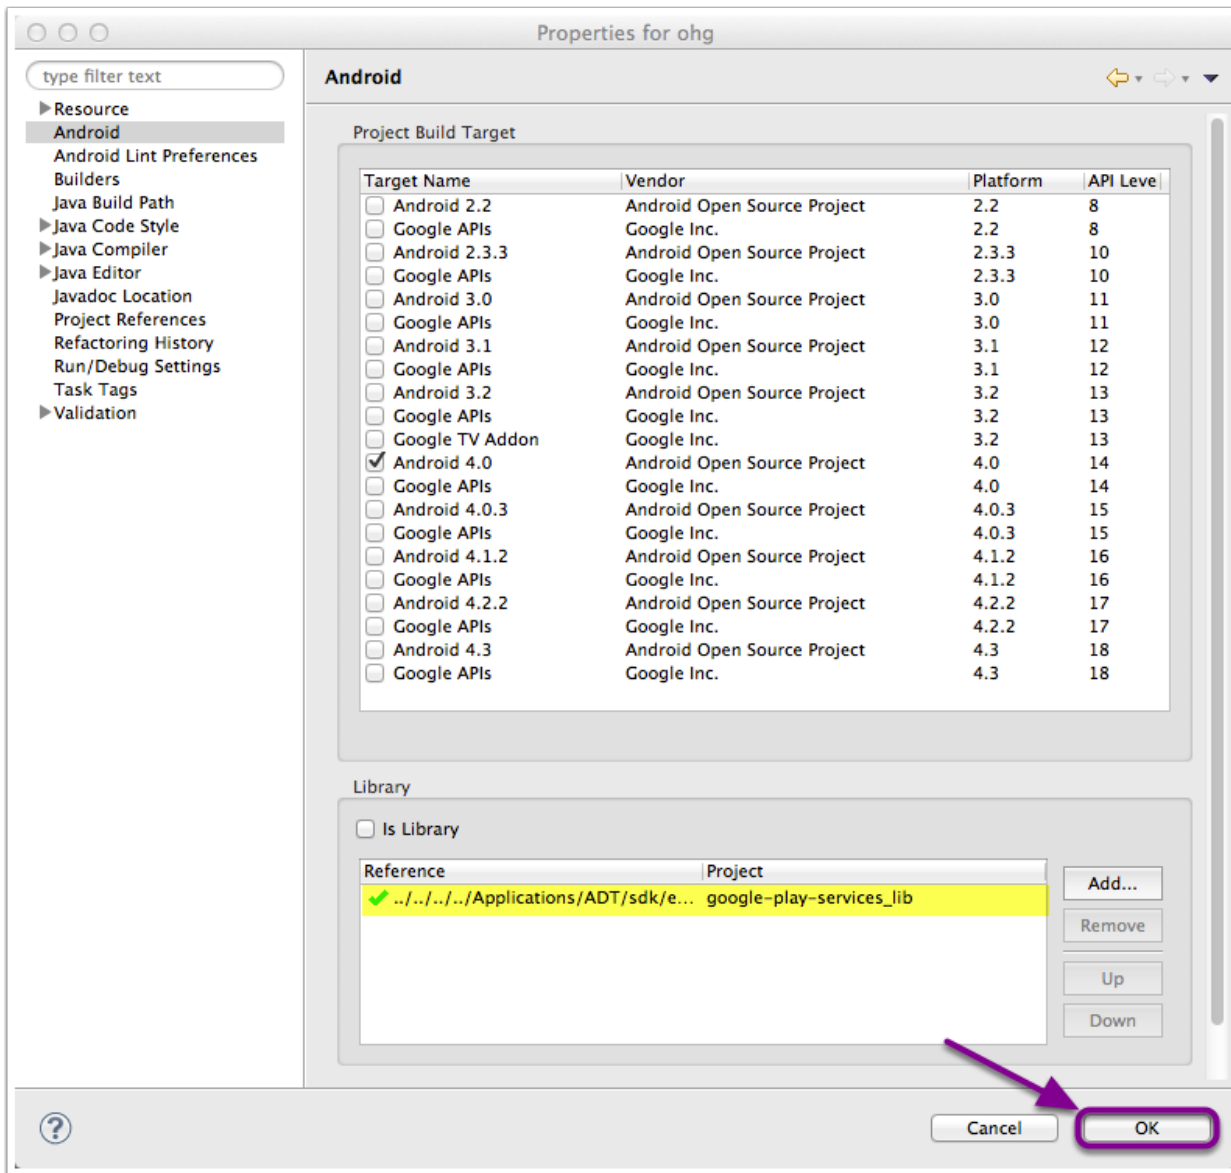 Properties for ohg
type filter text
Resource
Android
Android Lint Preferences
Builders
Java Build Path
Java Code Style
Java Compiler
Java Editor
Javadoc Location
Project References
Refactoring History
Run/Debug Settings
Task Tags
Validation
Android
Project Build Target
Target Name Vendor Platform API Leve
Android 2.2 Android Open Source Project 2.2 8
Google APIs Google Inc. 2.2 8
Android 2.3.3 Android Open Source Project 2.3.3 10
Google APIs Google Inc. 2.3.3 10
Android 3.0 Android Open Source Project 3.0 11
Google APIs Google Inc. 3.0 11
Android 3.1 Android Open Source Project 3.1 12
Google APIs Google Inc. 3.1 12
Android 3.2 Android Open Source Project 3.2 13
Google APIs Google Inc. 3.2 13
Google TV Addon Google Inc. 3.2 13
Android 4.0 Android Open Source Project 4.0 14
Google APIs Google Inc. 4.0 14
Android 4.0.3 Android Open Source Project 4.0.3 15
Google APIs Google Inc. 4.0.3 15
Android 4.1.2 Android Open Source Project 4.1.2 16
Google APIs Google Inc. 4.1.2 16
Android 4.2.2 Android Open Source Project 4.2.2 17
Google APIs Google Inc. 4.2.2 17
Android 4.3 Android Open Source Project 4.3 18
Google APIs Google Inc. 4.3 18
Library
Is Library
Reference Project
../../../../Applications/ADT/sdk/e... google-play-services_lib
Add...
Remove
Up
Down
?
Cancel OK